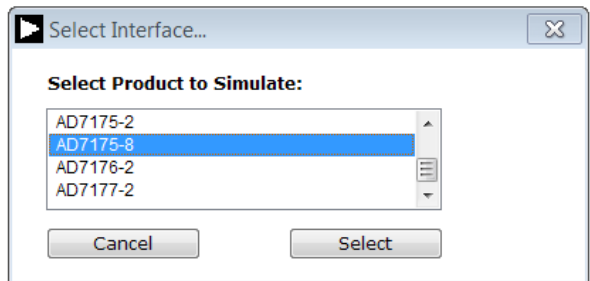 Select Interface...
Select Product to Simulate:
AD7175-2
AD7175-8
AD7176-2
AD7177-2
Cancel Select